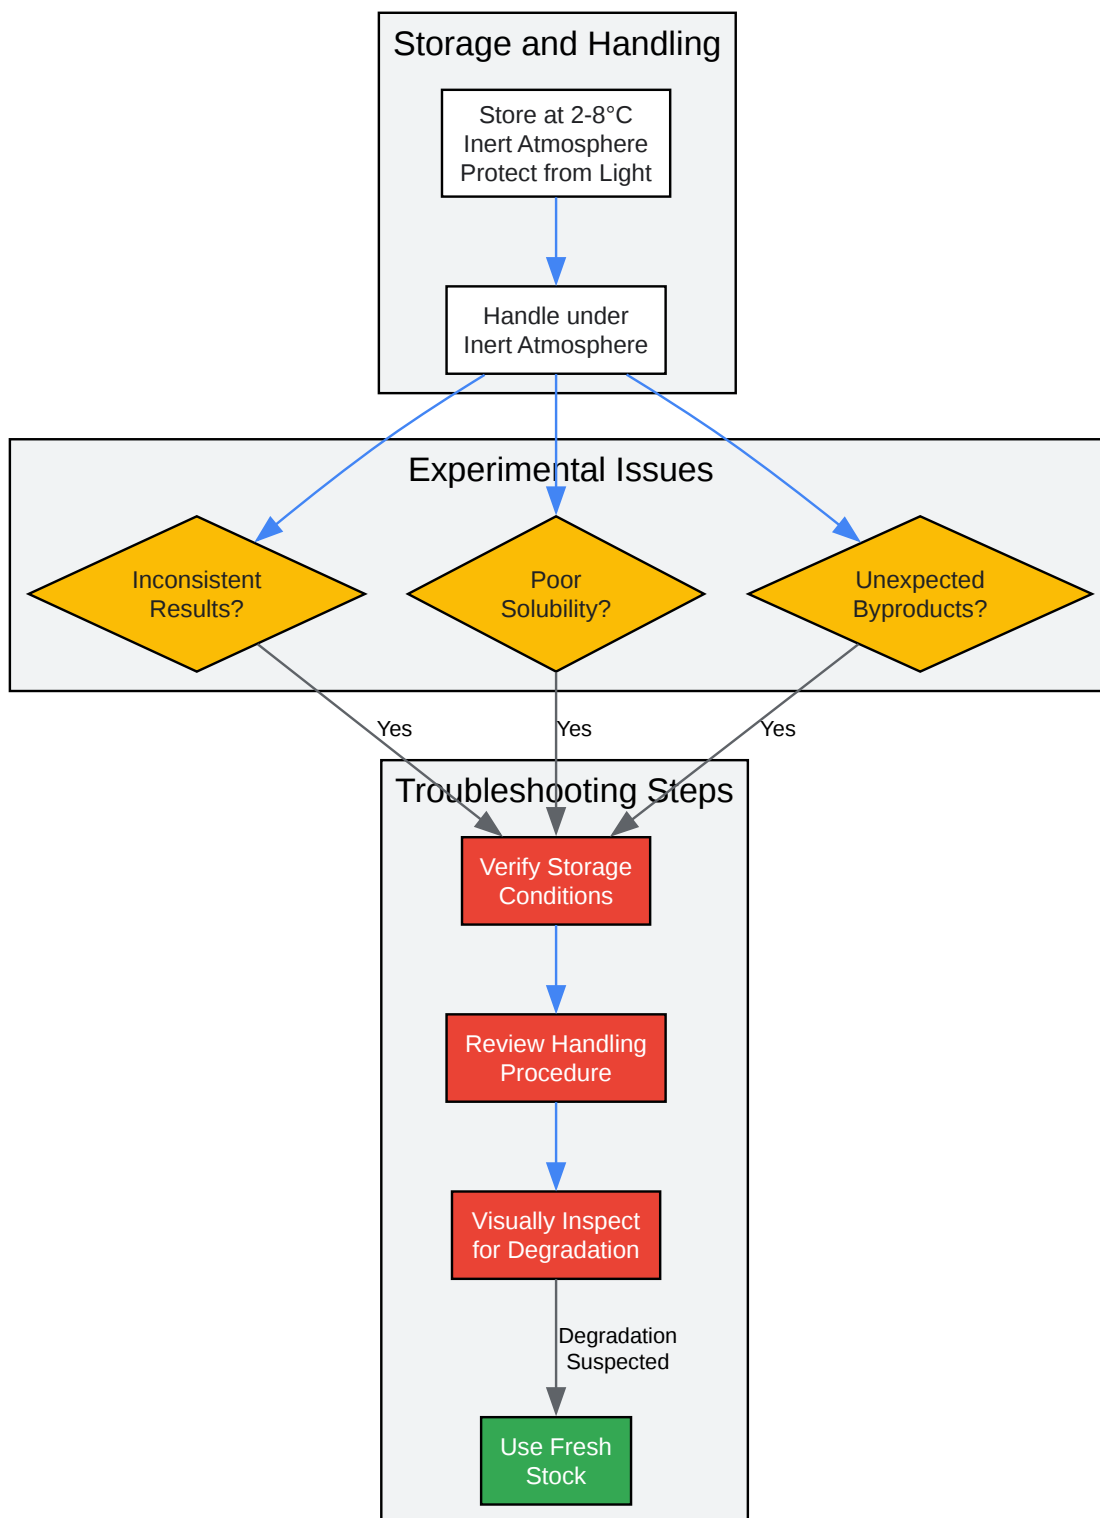 Storage and Handling
Store at 2-8°C
Inert Atmosphere
Protect from Light
Handle under
Inert Atmosphere
Experimental Issues
Inconsistent
Results?
Poor
Solubility?
Unexpected
Byproducts?
Yes
Yes
Yes
Troubleshooting Steps
Verify Storage
Conditions
Review Handling
Procedure
Visually Inspect
for Degradation
Degradation
Suspected
Use Fresh
Stock